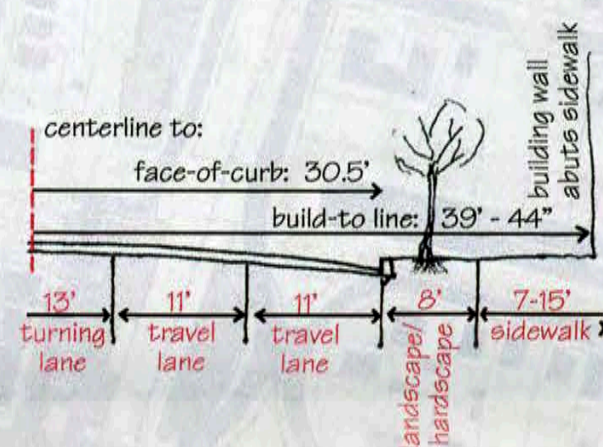 centerline to:
face-of-curb: 30.5'
build-to line: 39' - 44"
building wall
abuts sidewalk
13'
turning
lane
11'
travel
lane
11'
travel
lane
8'
landscape/
hardscape
7-15'
sidewalk